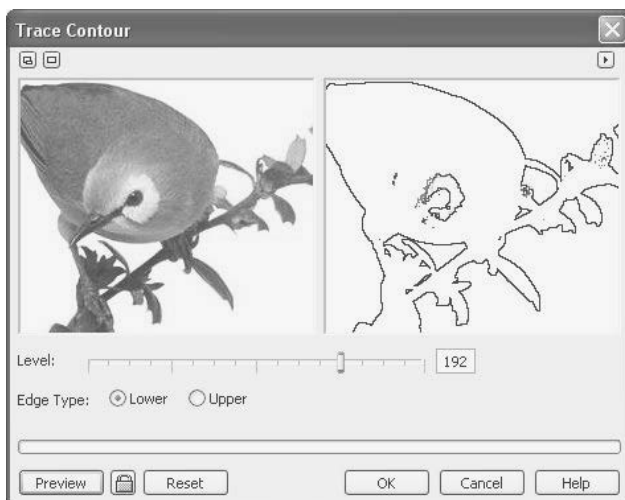 Trace Contour
Level: 192
Edge Type: Lower Upper
Preview Reset OK Cancel Help